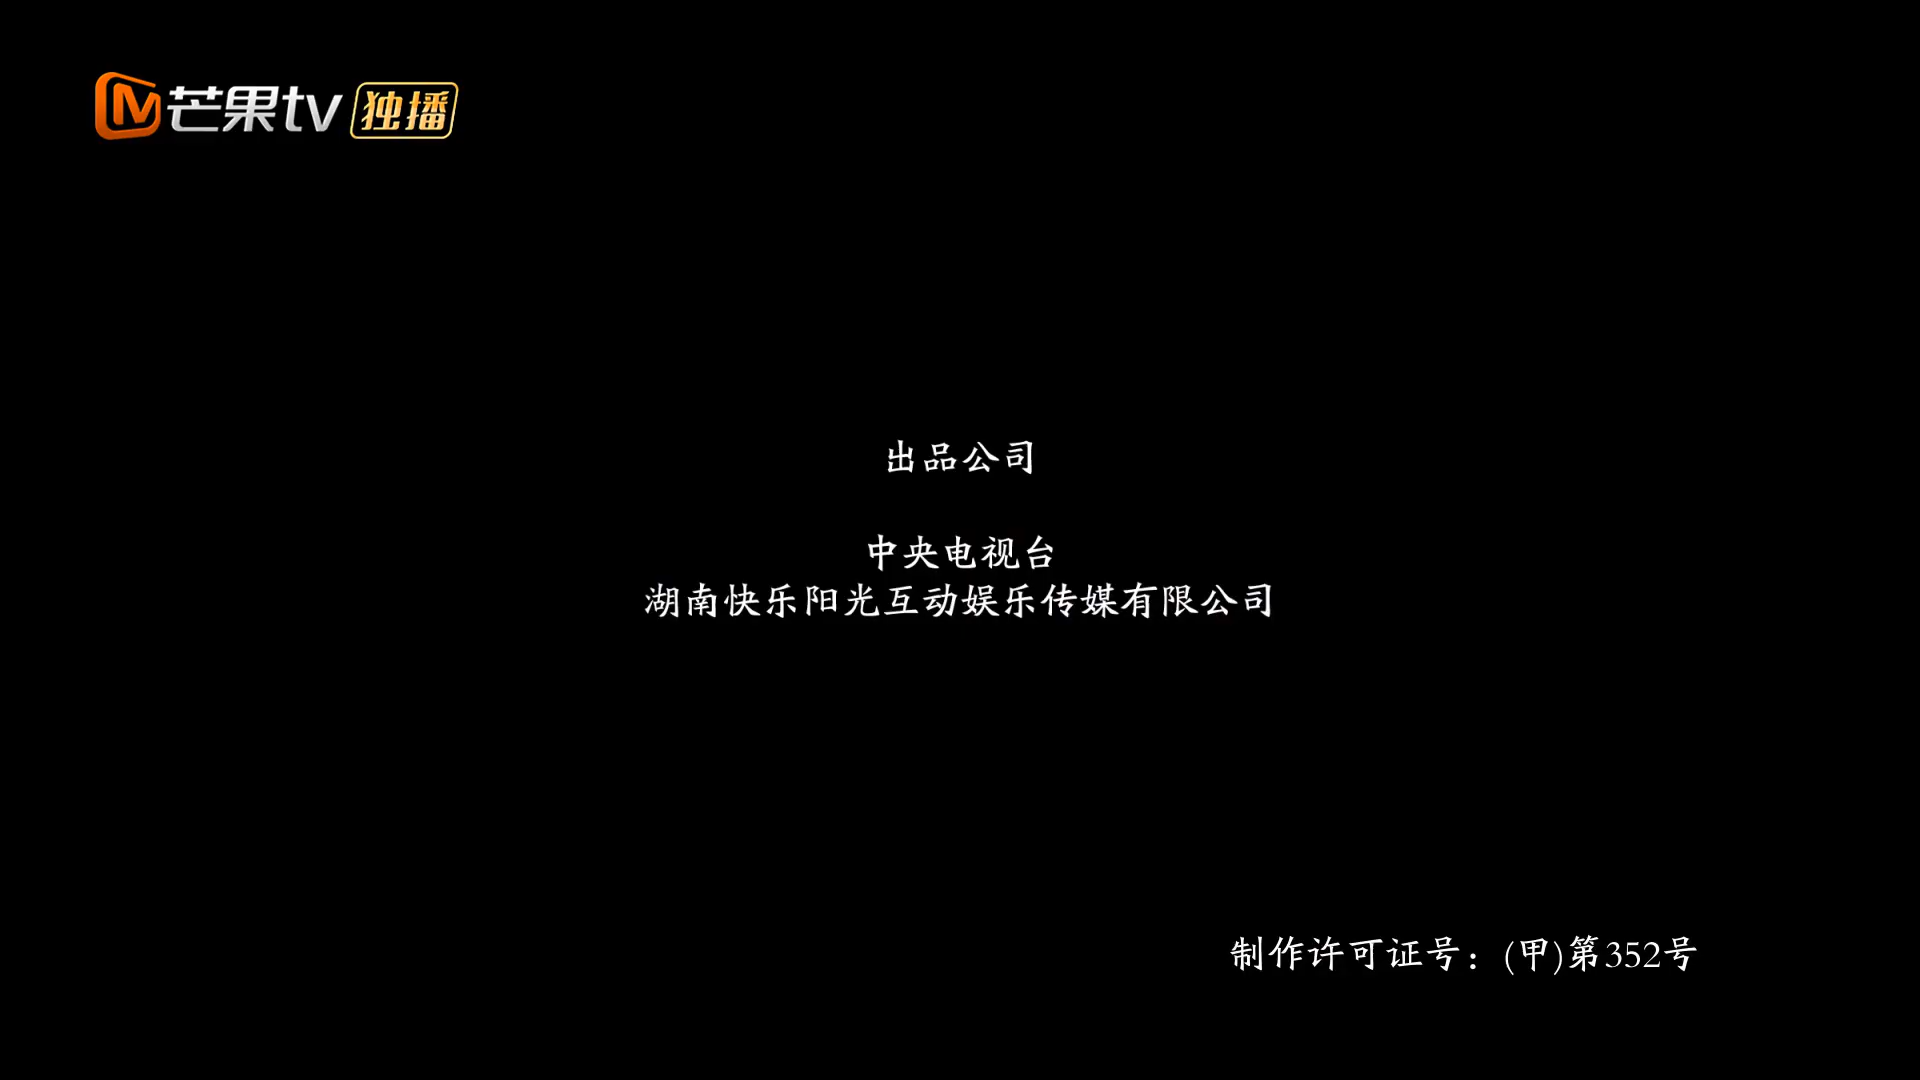 芒果tv 独播
出品公司
中央电视台
湖南快乐阳光互动娱乐传媒有限公司
制作许可证号：(甲)第352号